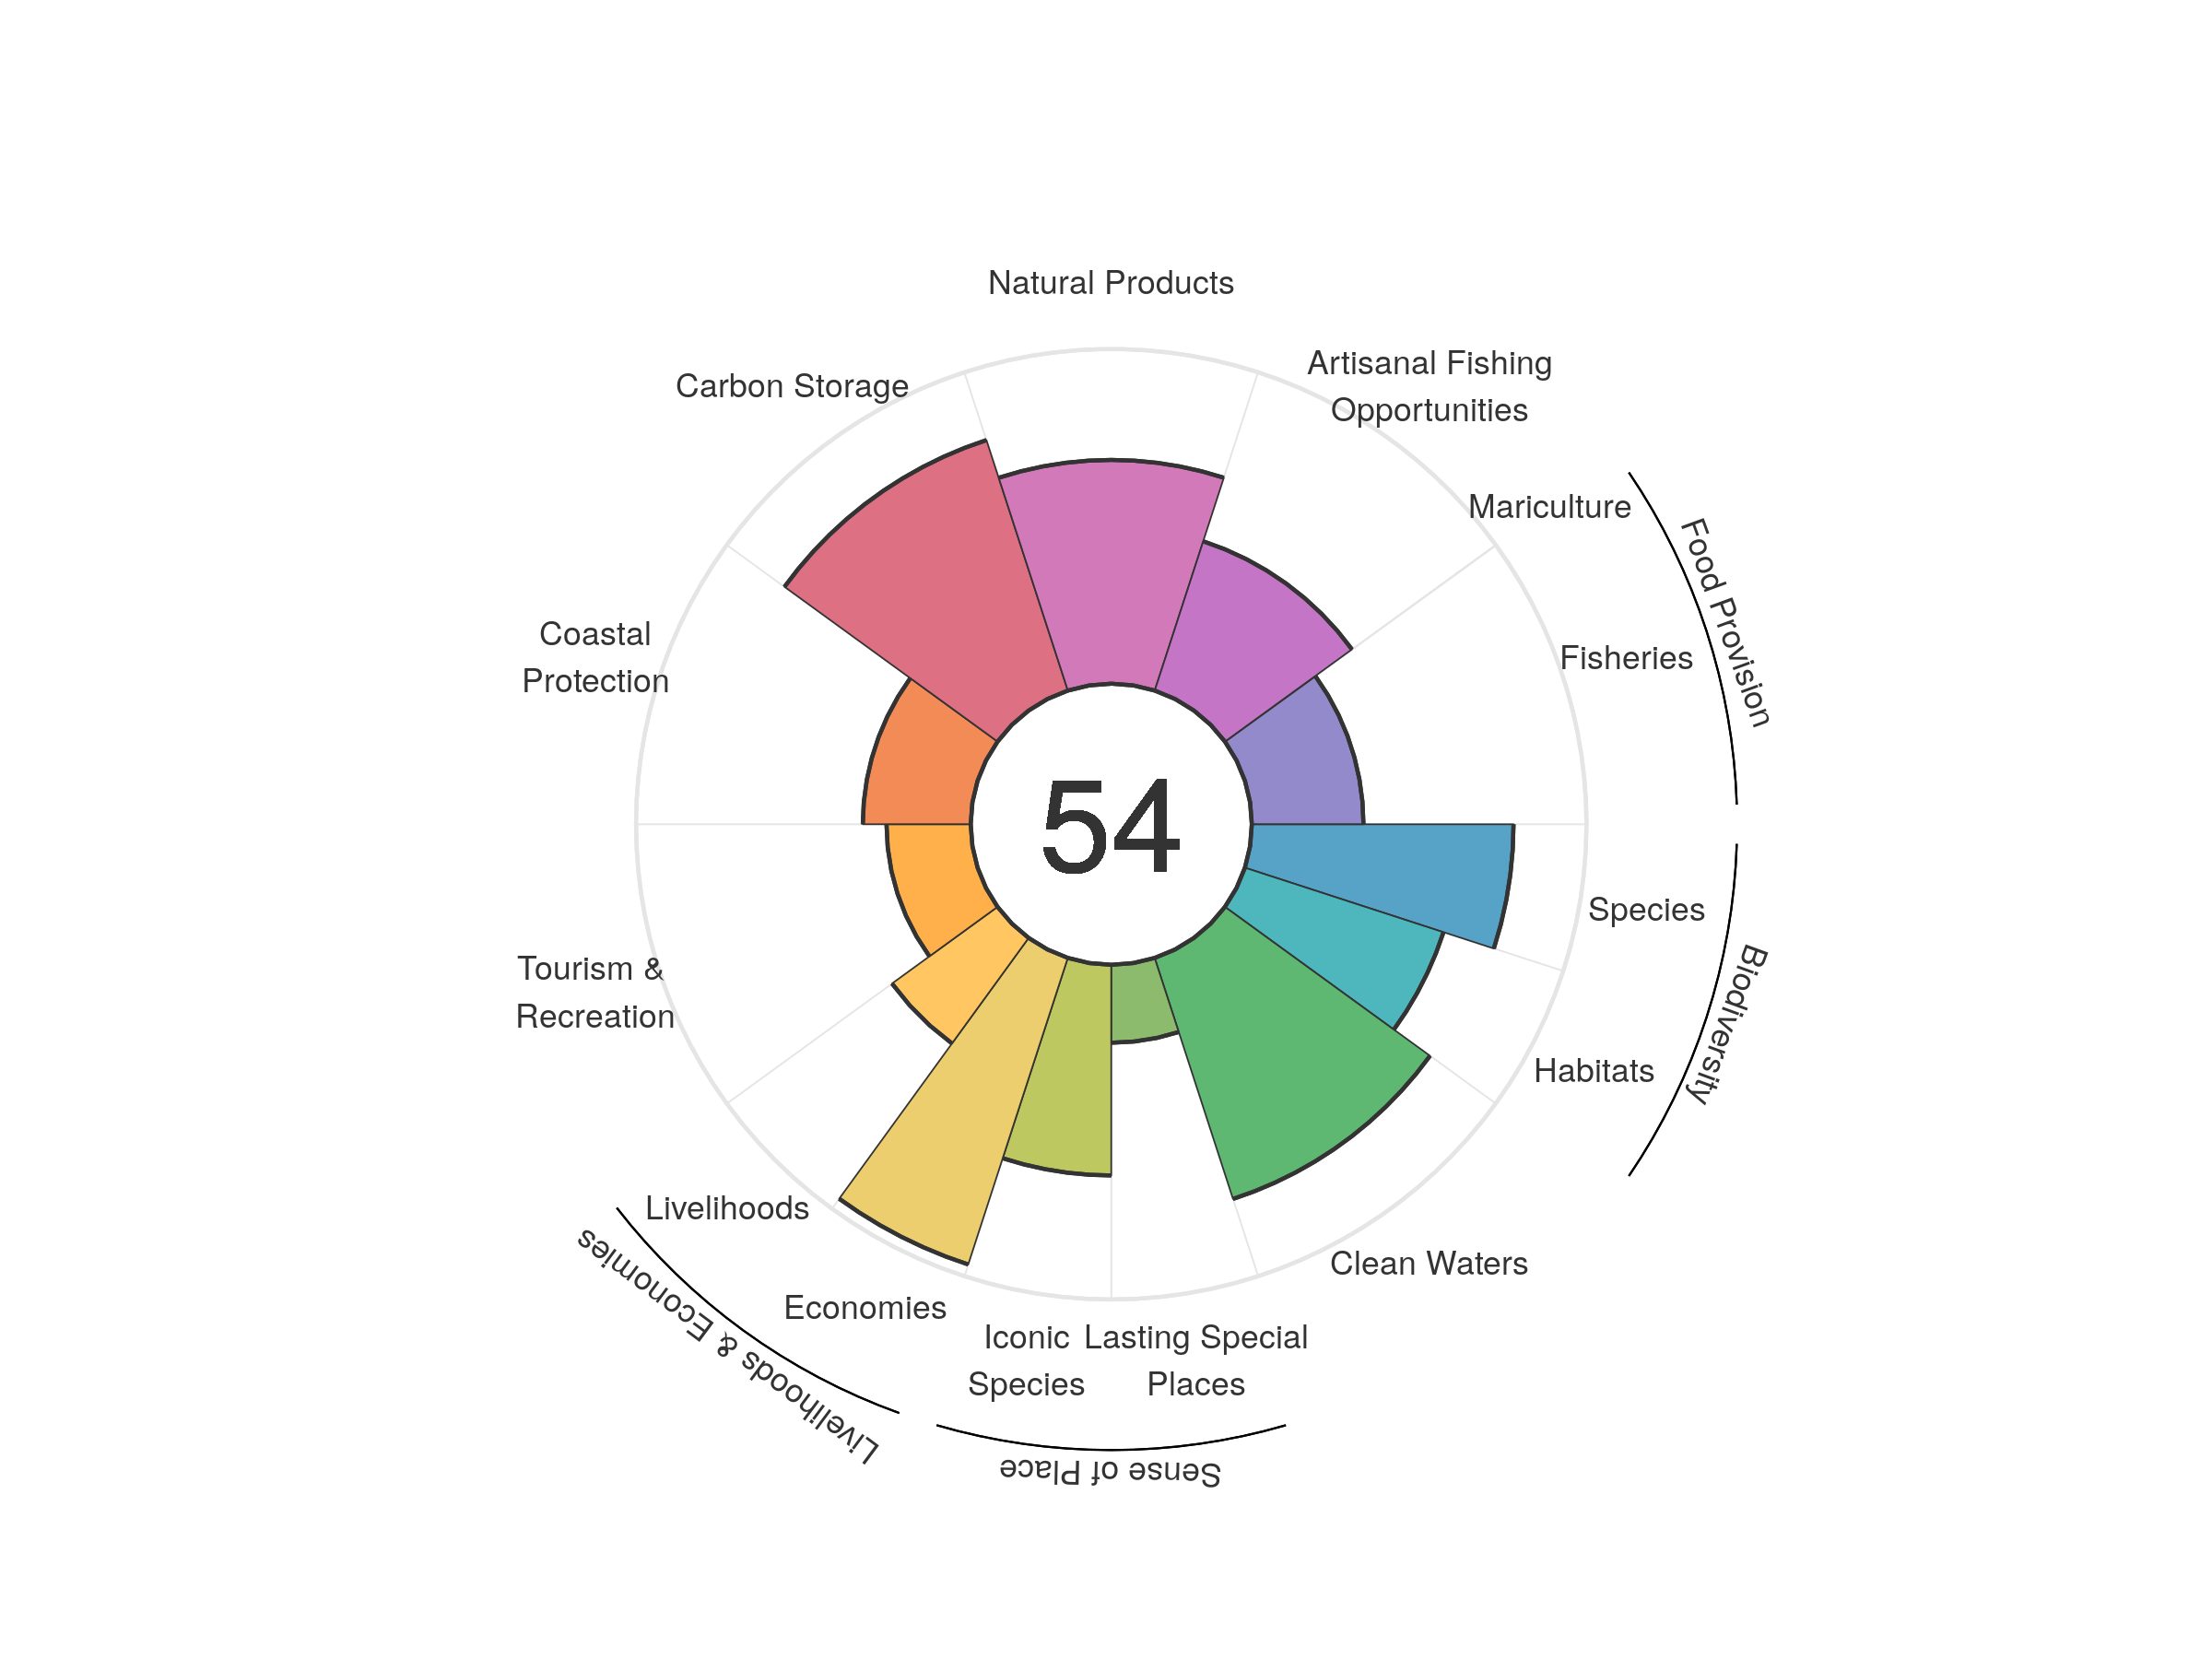 Natural Products
Artisanal Fishing
Opportunities
Carbon Storage
Mariculture
Food Provision
Fisheries
Coastal
Protection
54
Species
Biodiversity
Tourism &
Recreation
Habitats
Livelihoods
Clean Waters
Economies
Livelihoods & Economies
Iconic
Species
Lasting Special
Places
Sense of Place